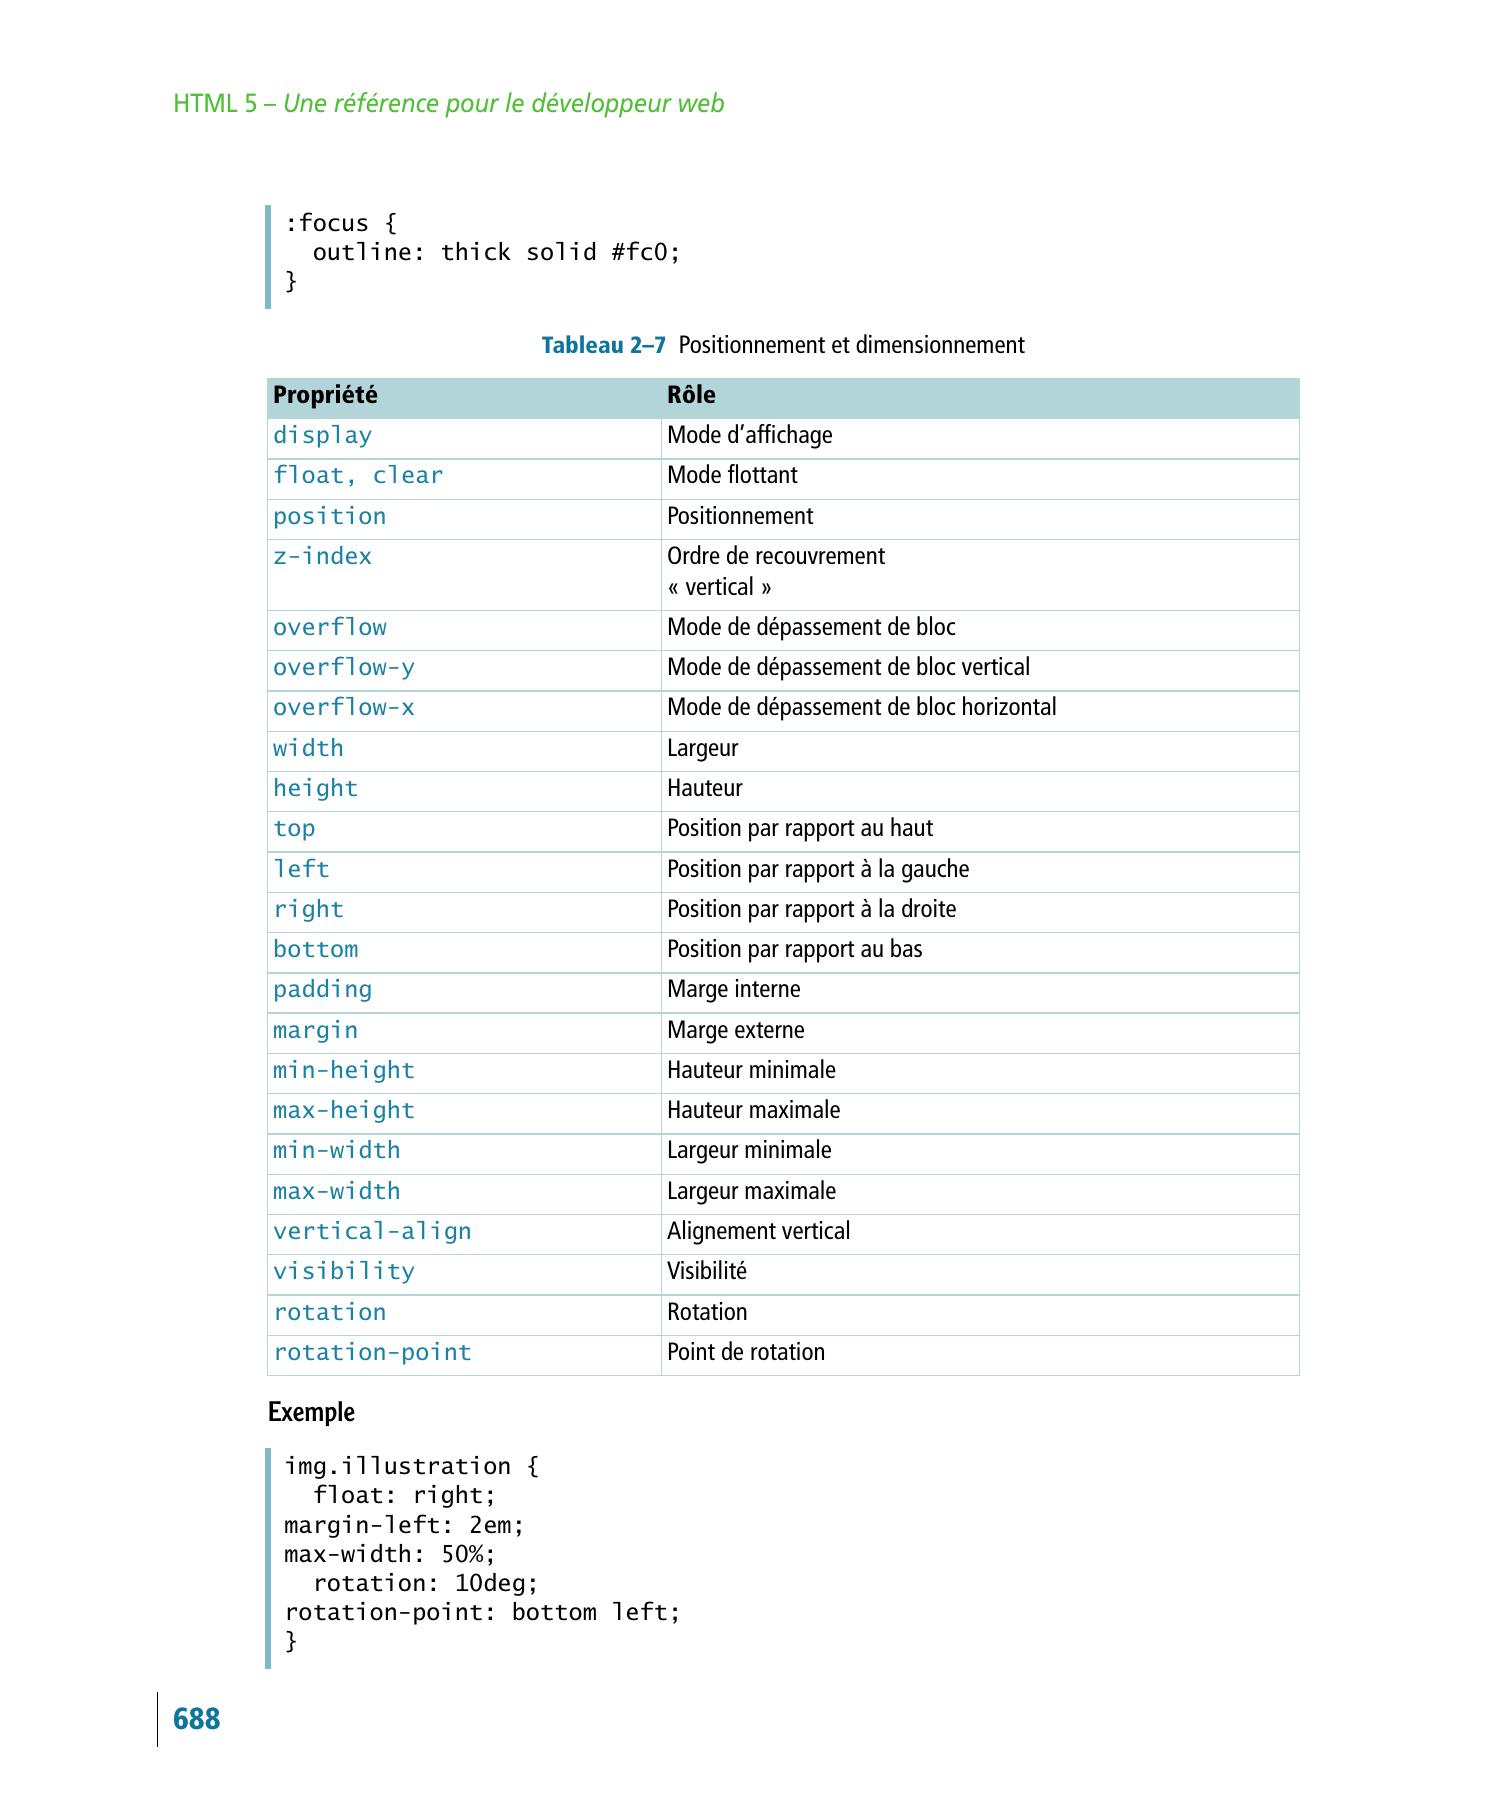 HTML 5 – Une référence pour le développeur web
:focus {
  outline: thick solid #fc0;
}
Tableau 2–7 Positionnement et dimensionnement
Propriété Rôle
display Mode d’affichage
float, clear Mode flottant
position Positionnement
z-index Ordre de recouvrement
« vertical »
overflow Mode de dépassement de bloc
overflow-y Mode de dépassement de bloc vertical
overflow-x Mode de dépassement de bloc horizontal
width Largeur
height Hauteur
top Position par rapport au haut
left Position par rapport à la gauche
right Position par rapport à la droite
bottom Position par rapport au bas
padding Marge interne
margin Marge externe
min-height Hauteur minimale
max-height Hauteur maximale
min-width Largeur minimale
max-width Largeur maximale
vertical-align Alignement vertical
visibility Visibilité
rotation Rotation
rotation-point Point de rotation
Exemple
img.illustration {
  float: right;
margin-left: 2em;
max-width: 50%;
  rotation: 10deg;
rotation-point: bottom left;
}
688